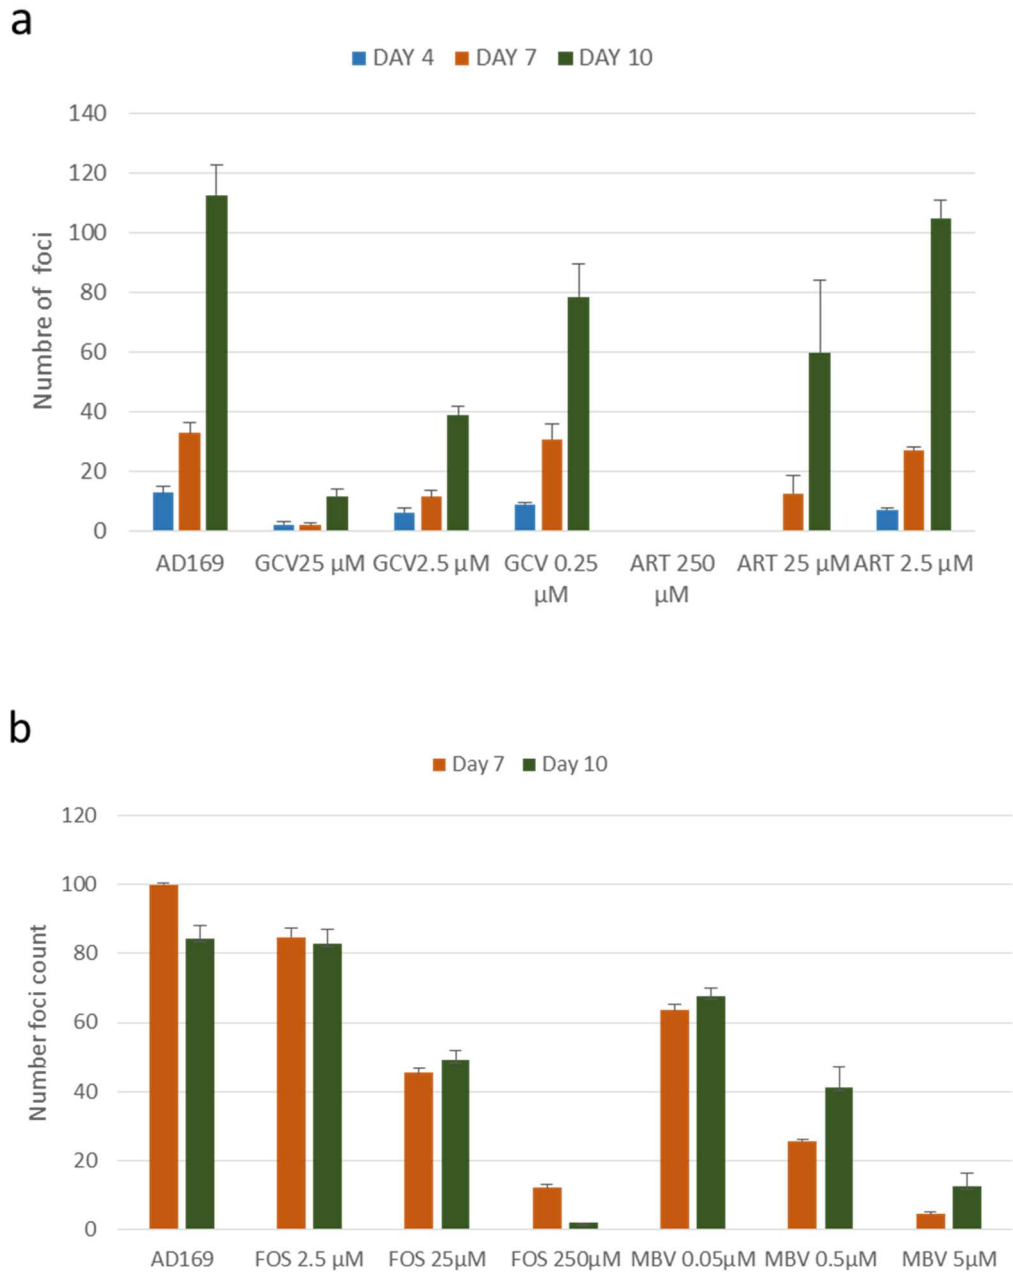 a
DAY 4 DAY 7 DAY 10
Numbre of foci
140
120
100
80
60
40
20
0
AD169 GCV25 µM GCV2.5 µM GCV 0.25 µM ART 250 µM ART 25 µM ART 2.5 µM
b
Day 7 Day 10
Number foci count
120
100
80
60
40
20
0
AD169 FOS 2.5 µM FOS 25µM FOS 250µM MBV 0.05µM MBV 0.5µM MBV 5µM